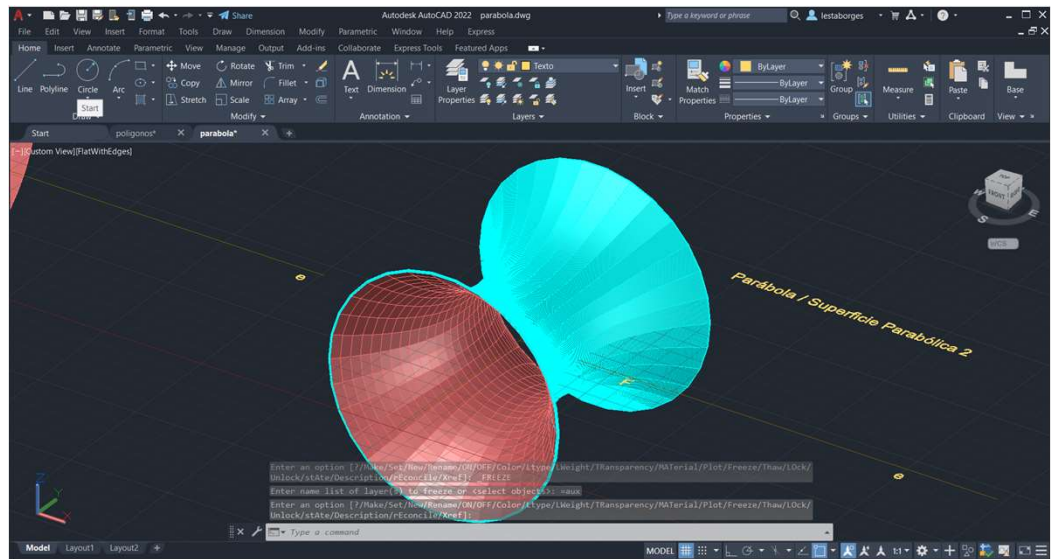 Share
Autodesk AutoCAD 2022 parabola.dwg
Type a keyword or phrase
lestaborges
File Edit View Insert Format Tools Draw Dimension Modify Parametric Window Help Express
Home Insert Annotate Parametric View Manage Output Add-ins Collaborate Express Tools Featured Apps
Line Polyline Circle Arc
Move Rotate Trim
Copy Mirror Fillet
Stretch Scale Array
Text Dimension
Layer Properties
Texto
Insert
Match Properties
ByLayer
ByLayer
ByLayer
Group
Measure
Paste
Base
Start
Modify
Annotation
Layers
Block
Properties
Groups
Utilities
Clipboard
View
Start poligonos* parabola*
[-][Custom View][FlatWithEdges]
TOP
FRONT
RIGHT
W
S
E
WCS
e
Parábola / Superfície Parabólica 2
F
e
Enter an option [?/Make/Set/New/Rename/ON/OFF/Color/Ltype/LWeight/TRansparency/MATerial/Plot/Freeze/Thaw/LOck/
Unlock/stAte/Description/rEconcile/Xref]: _FREEZE
Enter name list of layer(s) to freeze or <select objects>: =aux
Enter an option [?/Make/Set/New/Rename/ON/OFF/Color/Ltype/LWeight/TRansparency/MATerial/Plot/Freeze/Thaw/LOck/
Unlock/stAte/Description/rEconcile/Xref]:
Type a command
Z
Y
X
Model Layout1 Layout2 +
MODEL
1:1